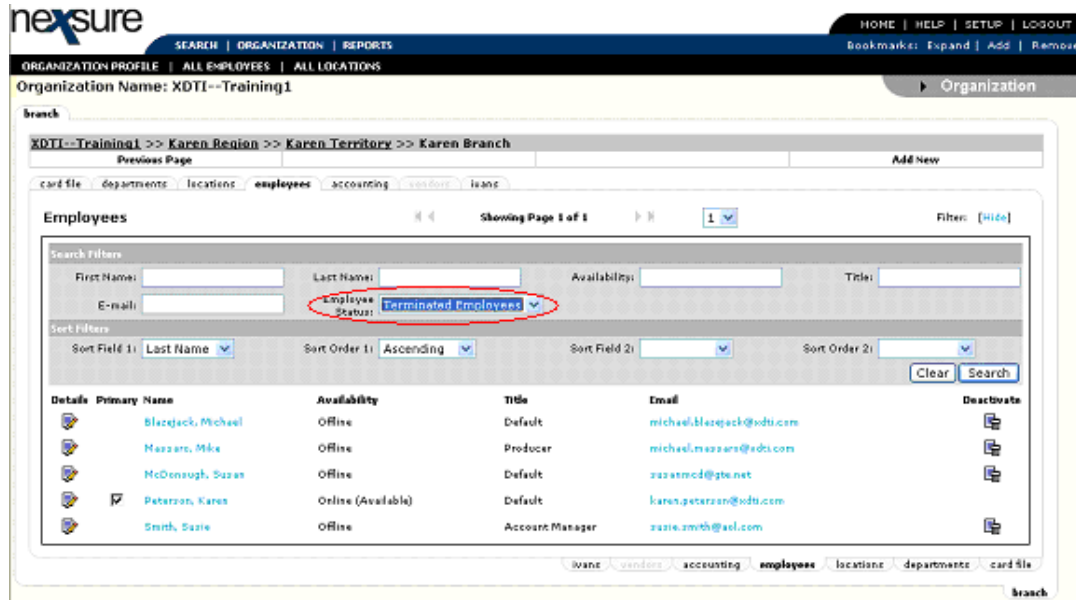 nexsure
HOME | HELP | SETUP | LOGOUT
SEARCH | ORGANIZATION | REPORTS
Bookmarks: Expand | Add | Remove
ORGANIZATION PROFILE | ALL EMPLOYEES | ALL LOCATIONS
Organization Name: XDTI--Training1
Organization
branch
XDTI--Training1 >> Karen Region >> Karen Territory >> Karen Branch
Previous Page Add New
card file departments locations employees accounting vendors ivans
Employees Showing Page 1 of 1 1 Filter: [Hide]
Search Filters
First Name: Last Name: Availability: Title:
E-mail: Employee Status: Terminated Employees
Sort Filters
Sort Field 1: Last Name Sort Order 1: Ascending Sort Field 2: Sort Order 2:
Clear Search
Details Primary Name Availability Title Email Deactivate
Blazejack, Michael Offline Default michael.blazejack@xdti.com
Massaro, Mike Offline Producer michael.massaro@xdti.com
McDonough, Susan Offline Default susanmcd@gte.net
Peterson, Karen Online (Available) Default karen.peterson@xdti.com
Smith, Susie Offline Account Manager susie.smith@aol.com
ivans vendors accounting employees locations departments card file
branch